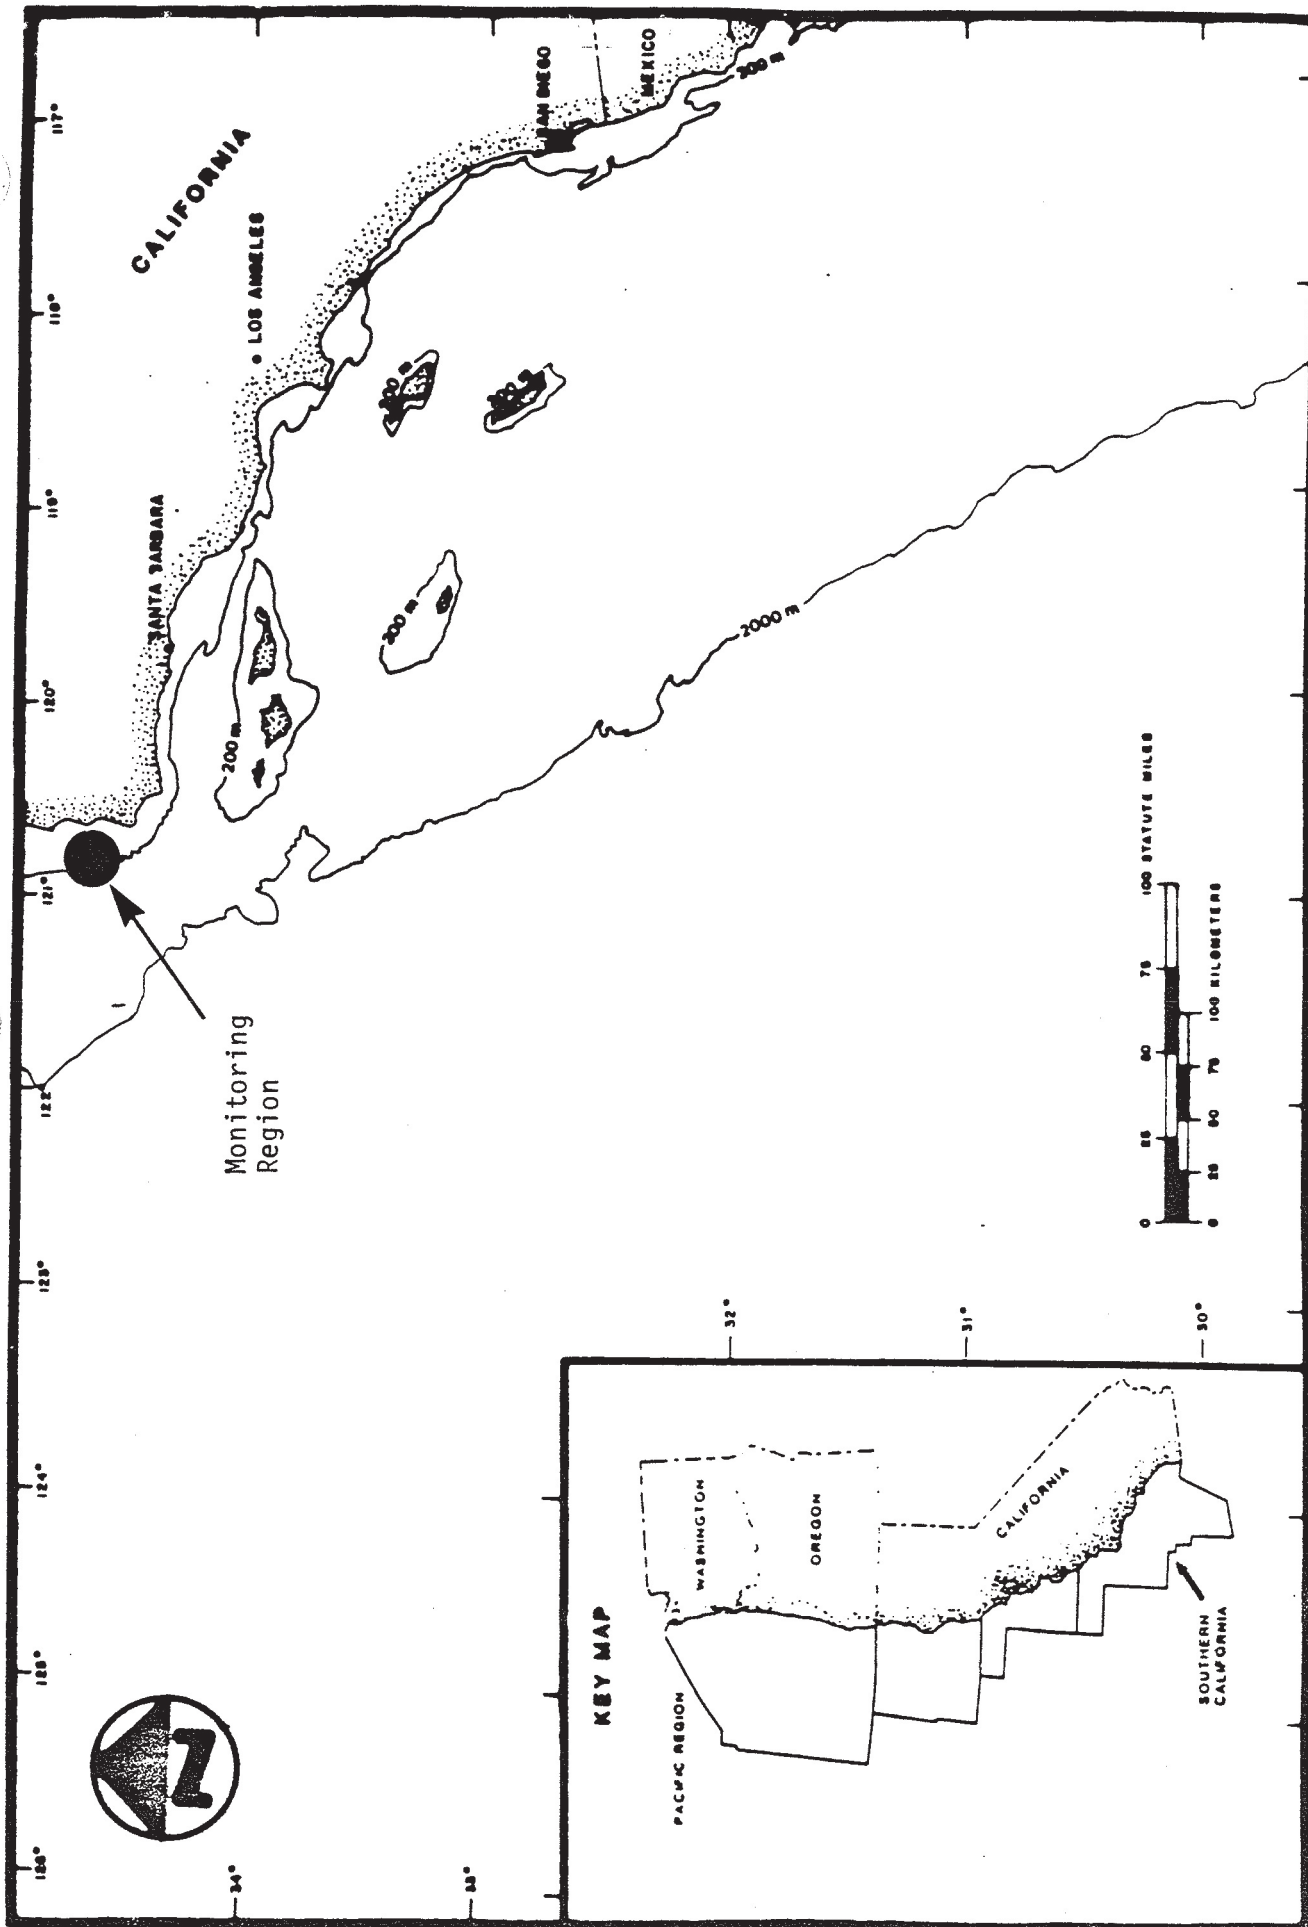 126°
125°
124°
123°
122°
121°
120°
119°
118°
117°
N
CALIFORNIA
LOS ANGELES
SANTA BARBARA
SAN DIEGO
MEXICO
Monitoring
Region
200 m
200 m
200 m
200 m
2000 m
34°
33°
32°
31°
30°
KEY MAP
PACIFIC REGION
WASHINGTON
OREGON
CALIFORNIA
SOUTHERN
CALIFORNIA
0 25 50 75 100 STATUTE MILES
0 25 50 75 100 KILOMETERS